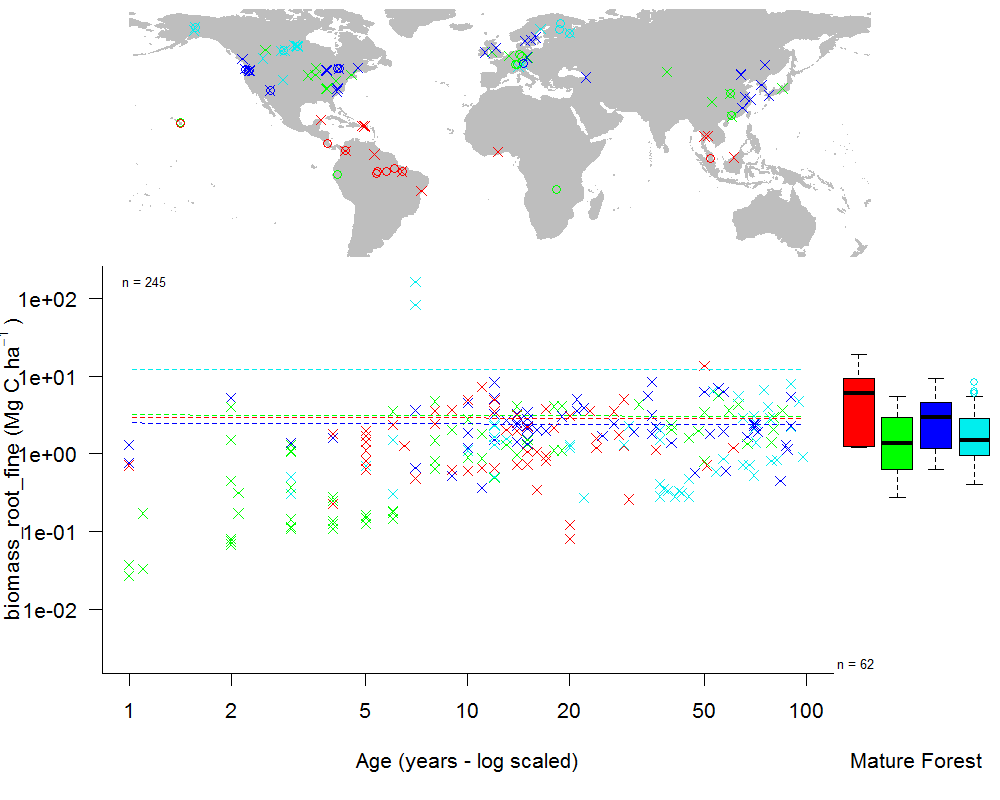 n = 245
1e+02
1e+01
1e+00
1e-01
1e-02
biomass_root_fine (Mg C ha⁻¹)
n = 62
1 2 5 10 20 50 100
Age (years - log scaled)
Mature Forest